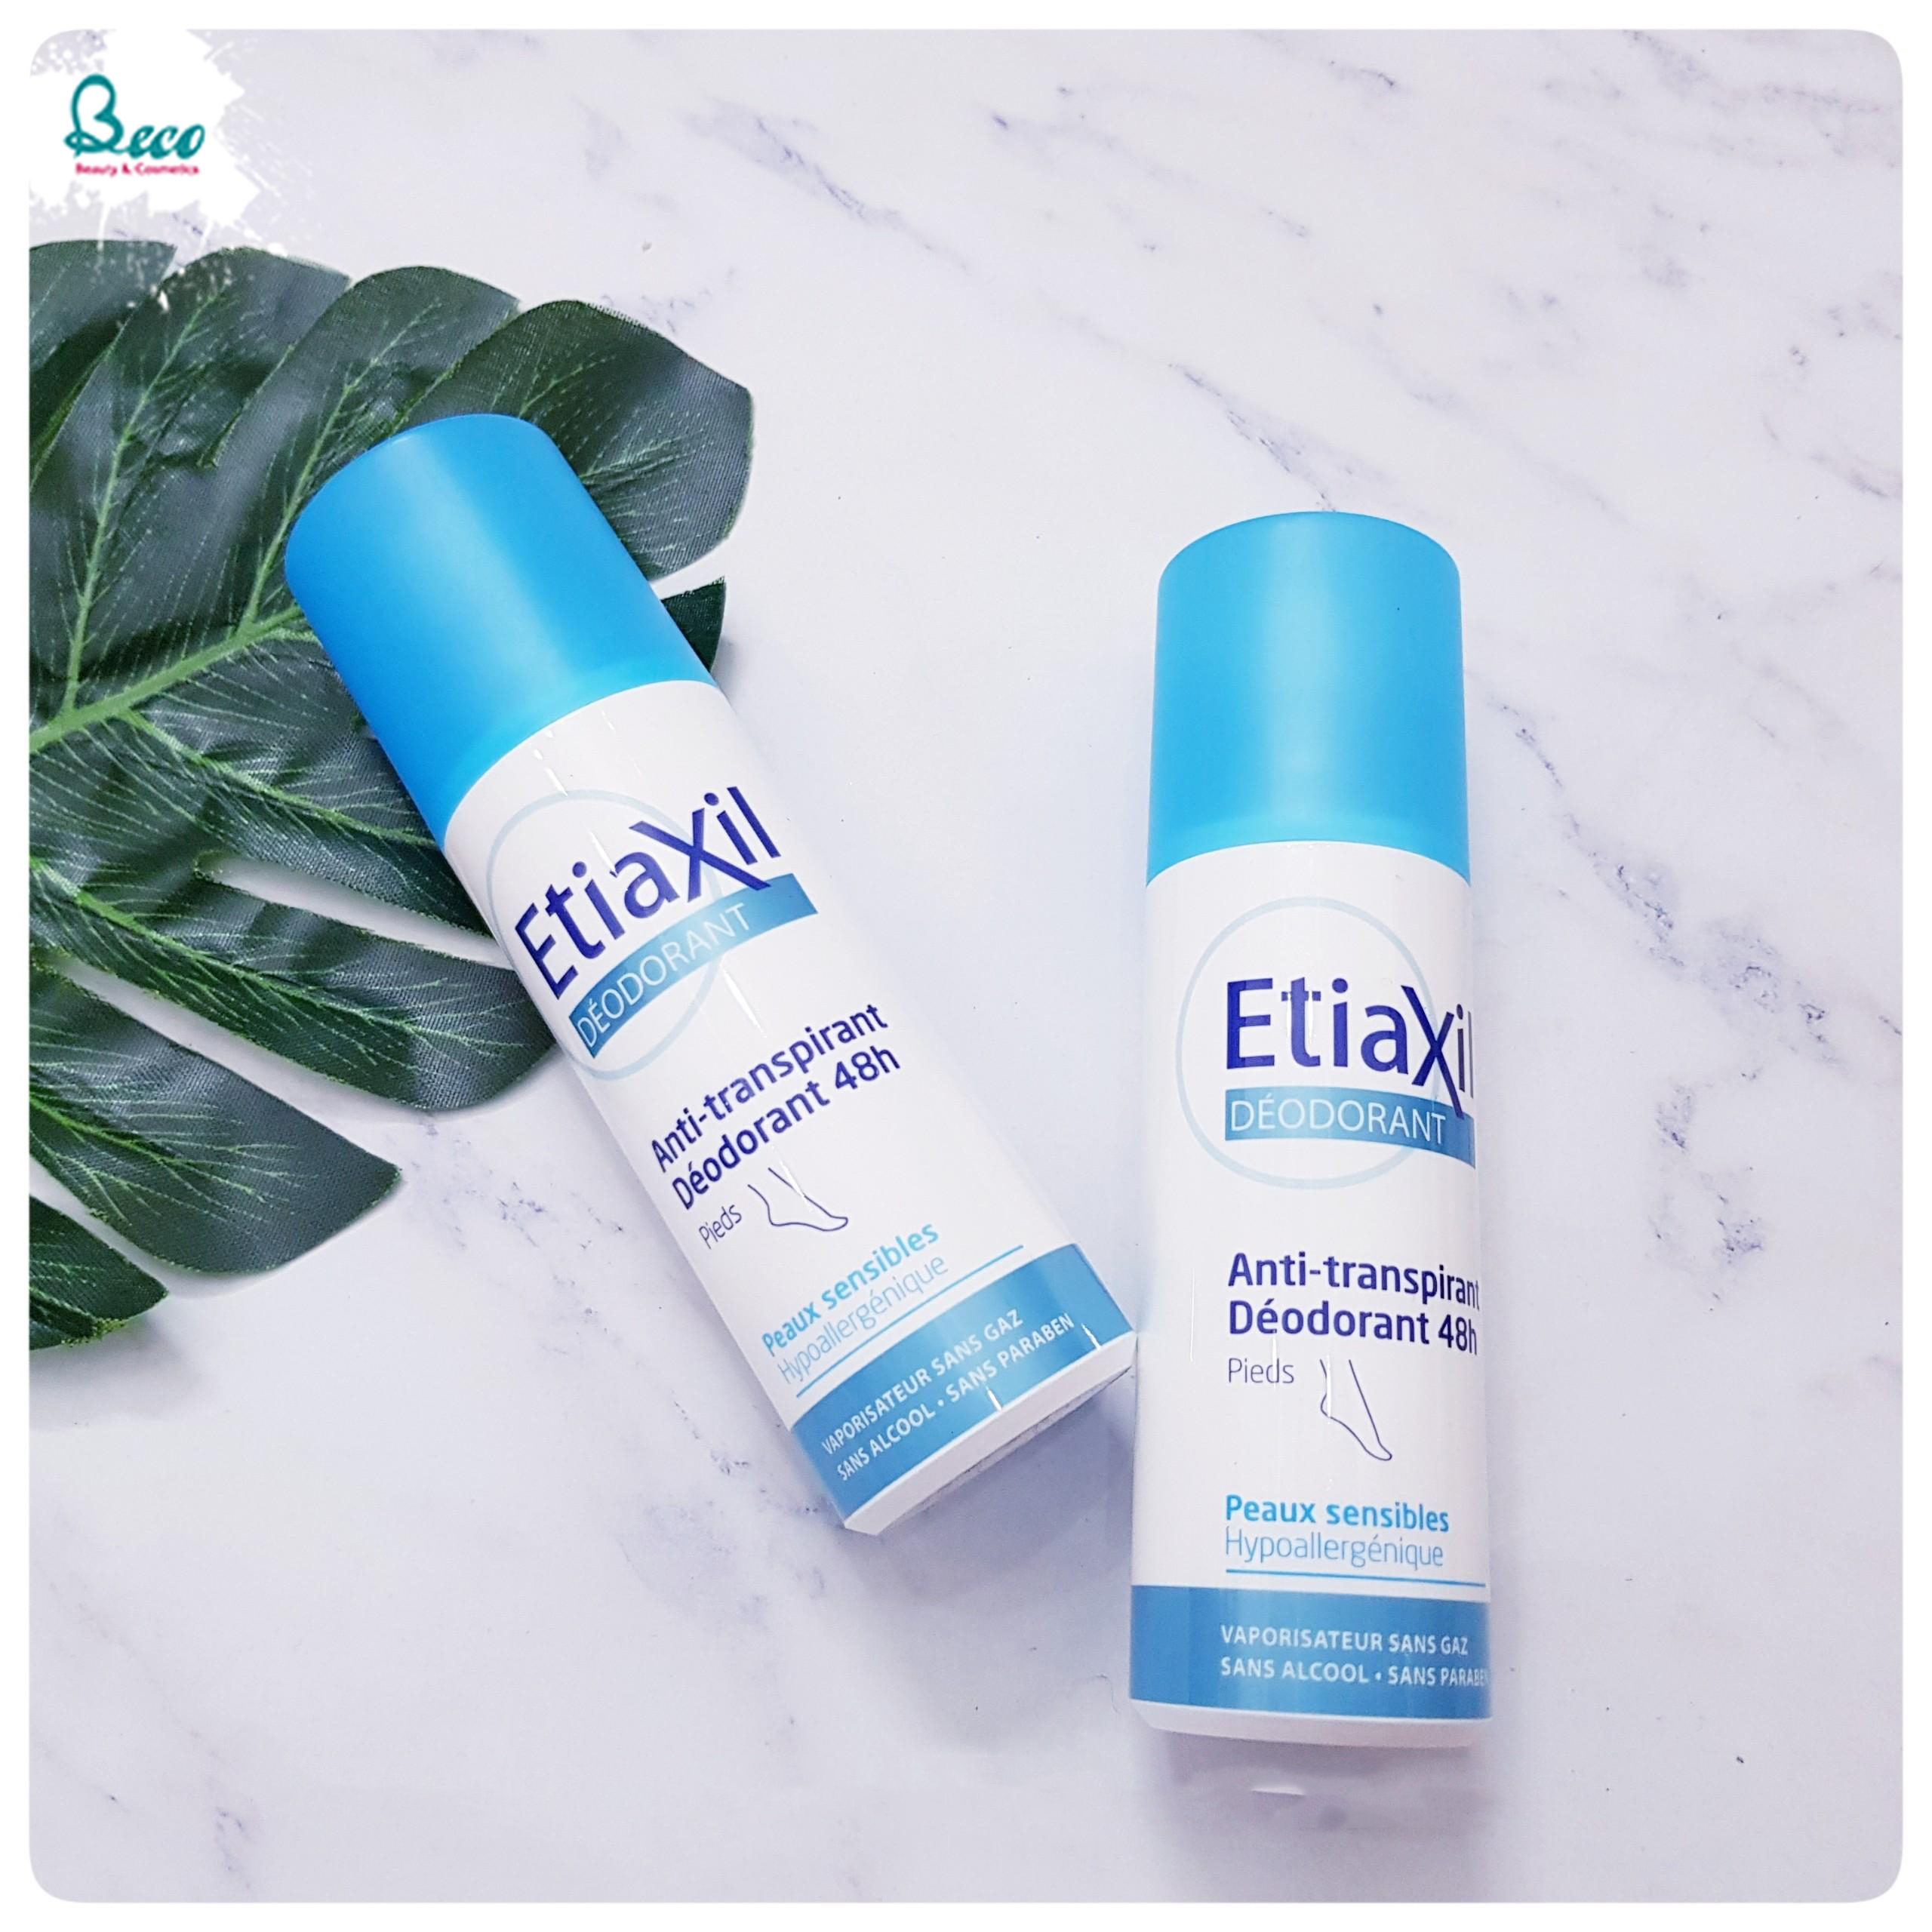 Beco
Beauty & Cosmetics
EtiaXil
DÉODORANT
Anti-transpirant
Déodorant 48h
Pieds
Peaux sensibles
Hypoallergénique
VAPORISATEUR SANS GAZ
SANS ALCOOL • SANS PARABEN
EtiaXil
DÉODORANT
Anti-transpirant
Déodorant 48h
Pieds
Peaux sensibles
Hypoallergénique
VAPORISATEUR SANS GAZ
SANS ALCOOL • SANS PARABEN